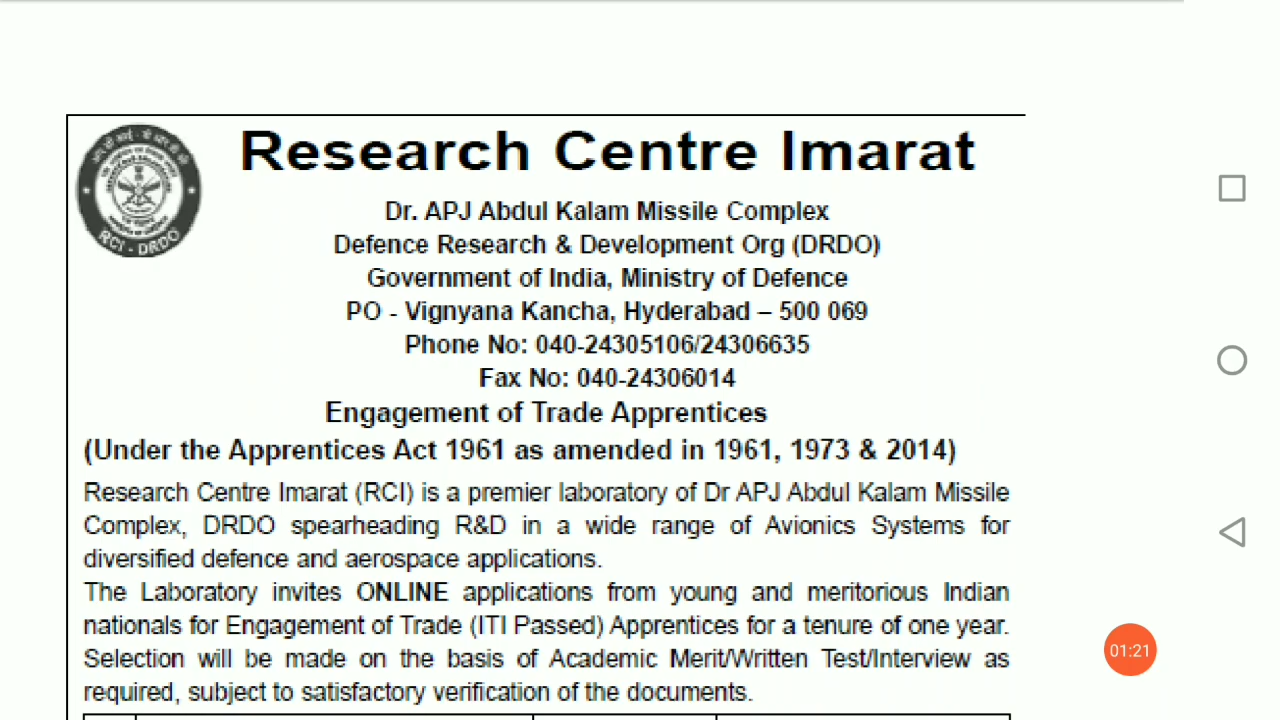 Research Centre Imarat
RCI - DRDO
Dr. APJ Abdul Kalam Missile Complex
Defence Research & Development Org (DRDO)
Government of India, Ministry of Defence
PO - Vignyana Kancha, Hyderabad – 500 069
Phone No: 040-24305106/24306635
Fax No: 040-24306014
Engagement of Trade Apprentices
(Under the Apprentices Act 1961 as amended in 1961, 1973 & 2014)
Research Centre Imarat (RCI) is a premier laboratory of Dr APJ Abdul Kalam Missile
Complex, DRDO spearheading R&D in a wide range of Avionics Systems for
diversified defence and aerospace applications.
The Laboratory invites ONLINE applications from young and meritorious Indian
nationals for Engagement of Trade (ITI Passed) Apprentices for a tenure of one year.
Selection will be made on the basis of Academic Merit/Written Test/Interview as
required, subject to satisfactory verification of the documents.
01:21